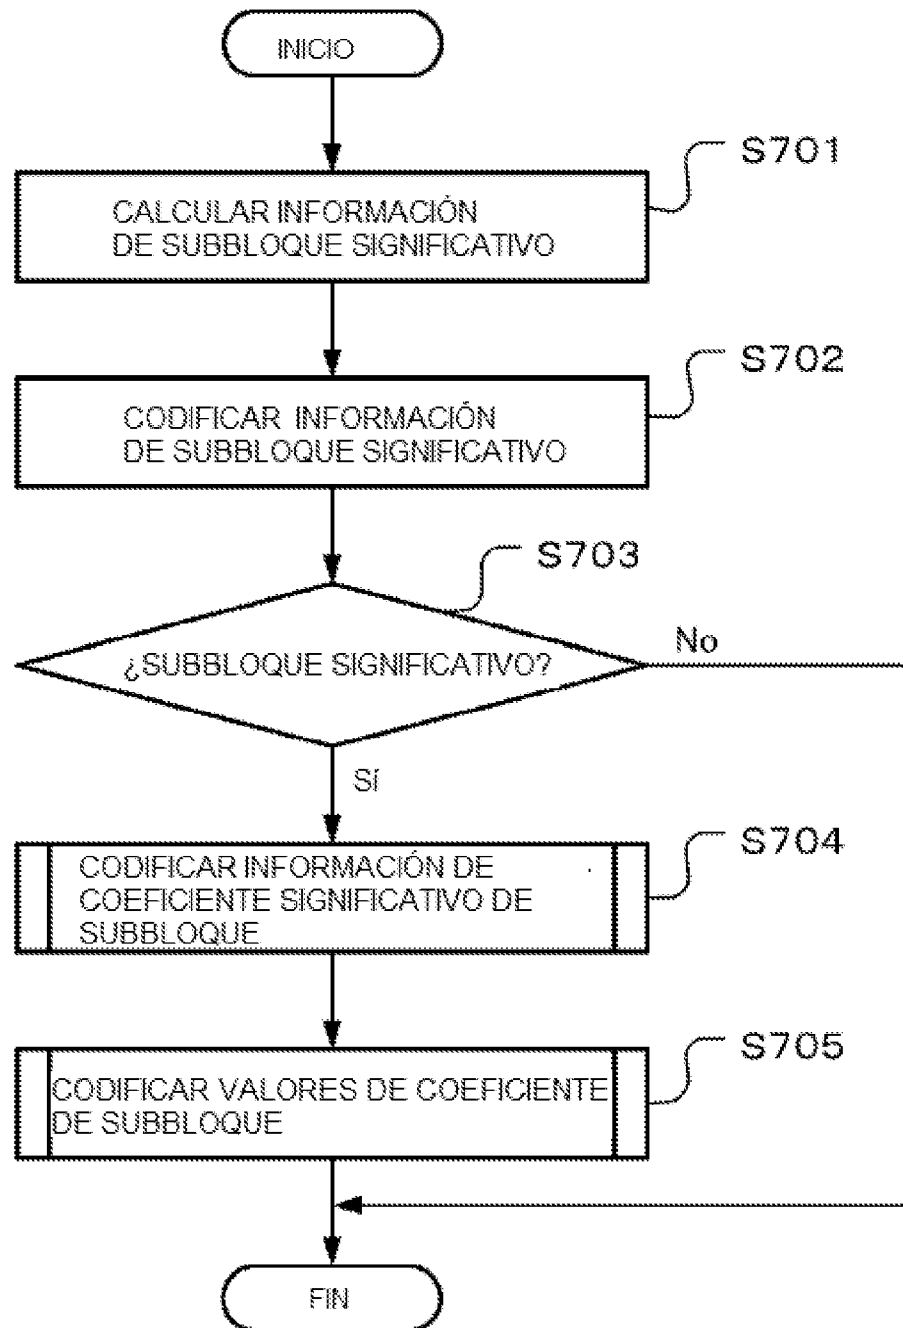 INICIO
S701
CALCULAR INFORMACIÓN
DE SUBBLOQUE SIGNIFICATIVO
S702
CODIFICAR INFORMACIÓN
DE SUBBLOQUE SIGNIFICATIVO
S703
¿SUBBLOQUE SIGNIFICATIVO?
No
Sí
S704
CODIFICAR INFORMACIÓN DE
COEFICIENTE SIGNIFICATIVO DE
SUBBLOQUE
S705
CODIFICAR VALORES DE COEFICIENTE
DE SUBBLOQUE
FIN